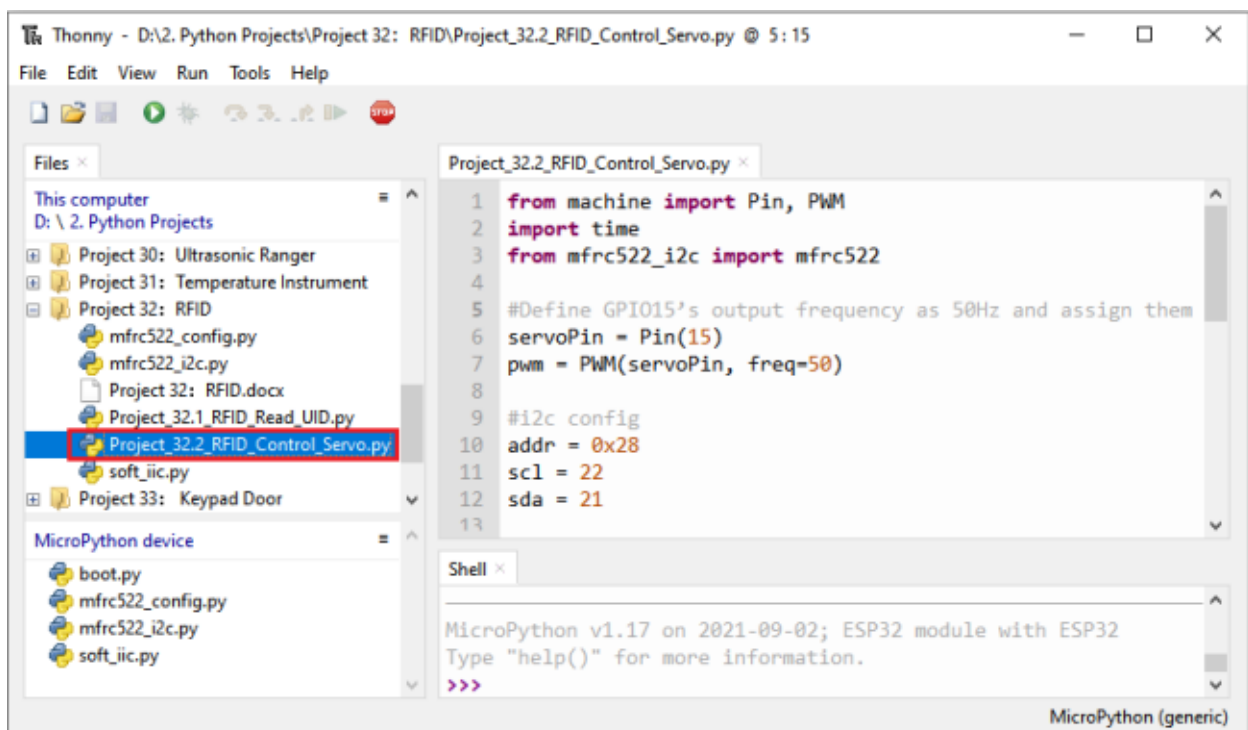 Thonny - D:\2. Python Projects\Project 32: RFID\Project_32.2_RFID_Control_Servo.py @ 5:15
File Edit View Run Tools Help
STOP
Files
This computer
D: \ 2. Python Projects
Project 30: Ultrasonic Ranger
Project 31: Temperature Instrument
Project 32: RFID
mfrc522_config.py
mfrc522_i2c.py
Project 32: RFID.docx
Project_32.1_RFID_Read_UID.py
Project_32.2_RFID_Control_Servo.py
soft_iic.py
Project 33: Keypad Door
MicroPython device
boot.py
mfrc522_config.py
mfrc522_i2c.py
soft_iic.py
Project_32.2_RFID_Control_Servo.py
1 from machine import Pin, PWM
2 import time
3 from mfrc522_i2c import mfrc522
4
5 #Define GPIO15’s output frequency as 50Hz and assign them
6 servoPin = Pin(15)
7 pwm = PWM(servoPin, freq=50)
8
9 #i2c config
10 addr = 0x28
11 scl = 22
12 sda = 21
13
Shell
MicroPython v1.17 on 2021-09-02; ESP32 module with ESP32
Type "help()" for more information.
>>>
MicroPython (generic)